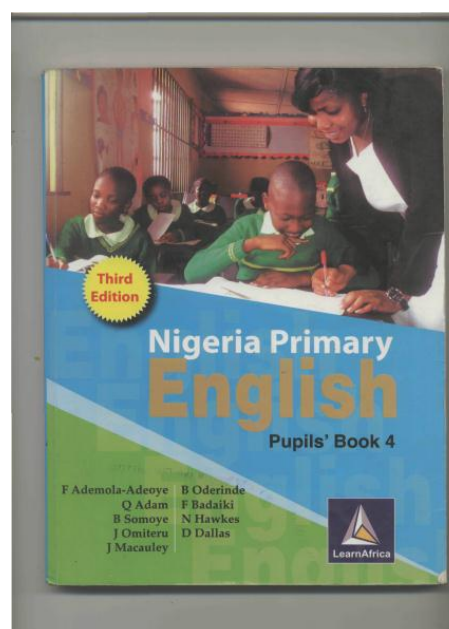 Third
Edition
Nigeria Primary
English
Pupils' Book 4
F Ademola-Adeoye
Q Adam
B Somoye
J Omiteru
J Macauley
B Oderinde
F Badaiki
N Hawkes
D Dallas
LearnAfrica